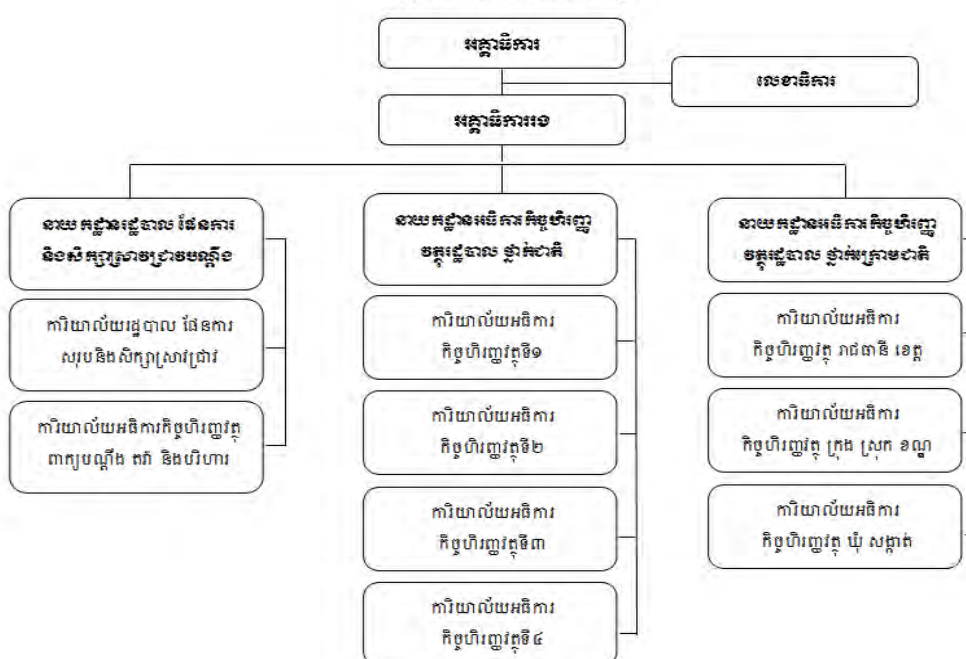 អគ្គាធិការ
លេខាធិការ
អគ្គាធិការរង
នាយកដ្ឋានរដ្ឋបាល ផែនការ
និងសិក្សាស្រាវជ្រាវបណ្តឹង
ការិយាល័យរដ្ឋបាល ផែនការ
សរុបនិងសិក្សាស្រាវជ្រាវ
ការិយាល័យអធិការកិច្ចហិរញ្ញវត្ថុ
ពាក្យបណ្តឹង តវ៉ា និងបរិហារ
នាយកដ្ឋានអធិការកិច្ចហិរញ្ញ
វត្ថុរដ្ឋបាល ថ្នាក់ជាតិ
ការិយាល័យអធិការ
កិច្ចហិរញ្ញវត្ថុទី១
ការិយាល័យអធិការ
កិច្ចហិរញ្ញវត្ថុទី២
ការិយាល័យអធិការ
កិច្ចហិរញ្ញវត្ថុទី៣
ការិយាល័យអធិការ
កិច្ចហិរញ្ញវត្ថុទី៤
នាយកដ្ឋានអធិការកិច្ចហិរញ្ញ
វត្ថុរដ្ឋបាល ថ្នាក់ក្រោមជាតិ
ការិយាល័យអធិការ
កិច្ចហិរញ្ញវត្ថុ រាជធានី ខេត្ត
ការិយាល័យអធិការ
កិច្ចហិរញ្ញវត្ថុ ក្រុង ស្រុក ខណ្ឌ
ការិយាល័យអធិការ
កិច្ចហិរញ្ញវត្ថុ ឃុំ សង្កាត់